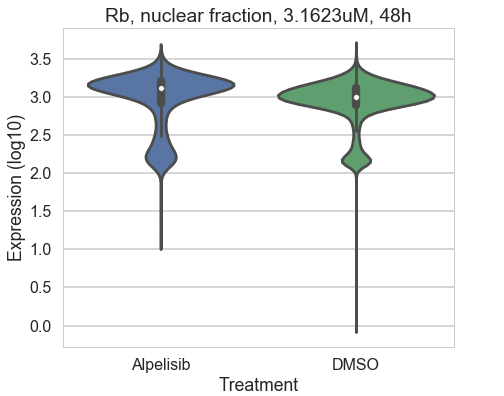 Rb, nuclear fraction, 3.1623uM, 48h
3.5
3.0
2.5
2.0
1.5
1.0
0.5
0.0
Expression (log10)
Alpelisib
DMSO
Treatment